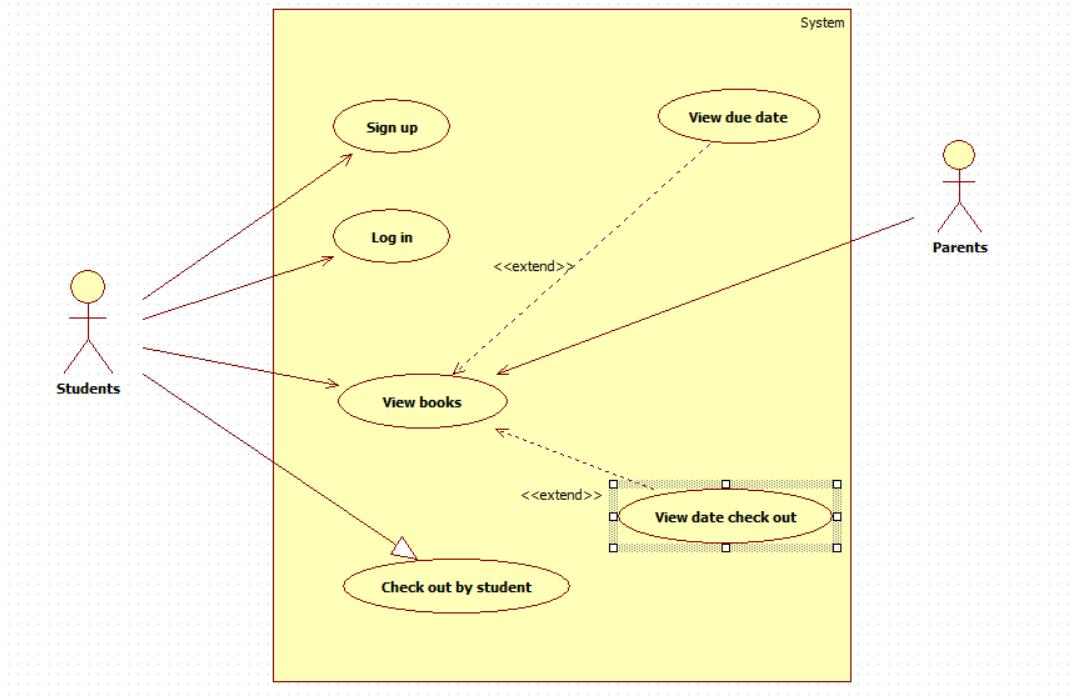 System
Sign up
View due date
Log in
Parents
<<extend>>
Students
View books
<<extend>>
View date check out
Check out by student